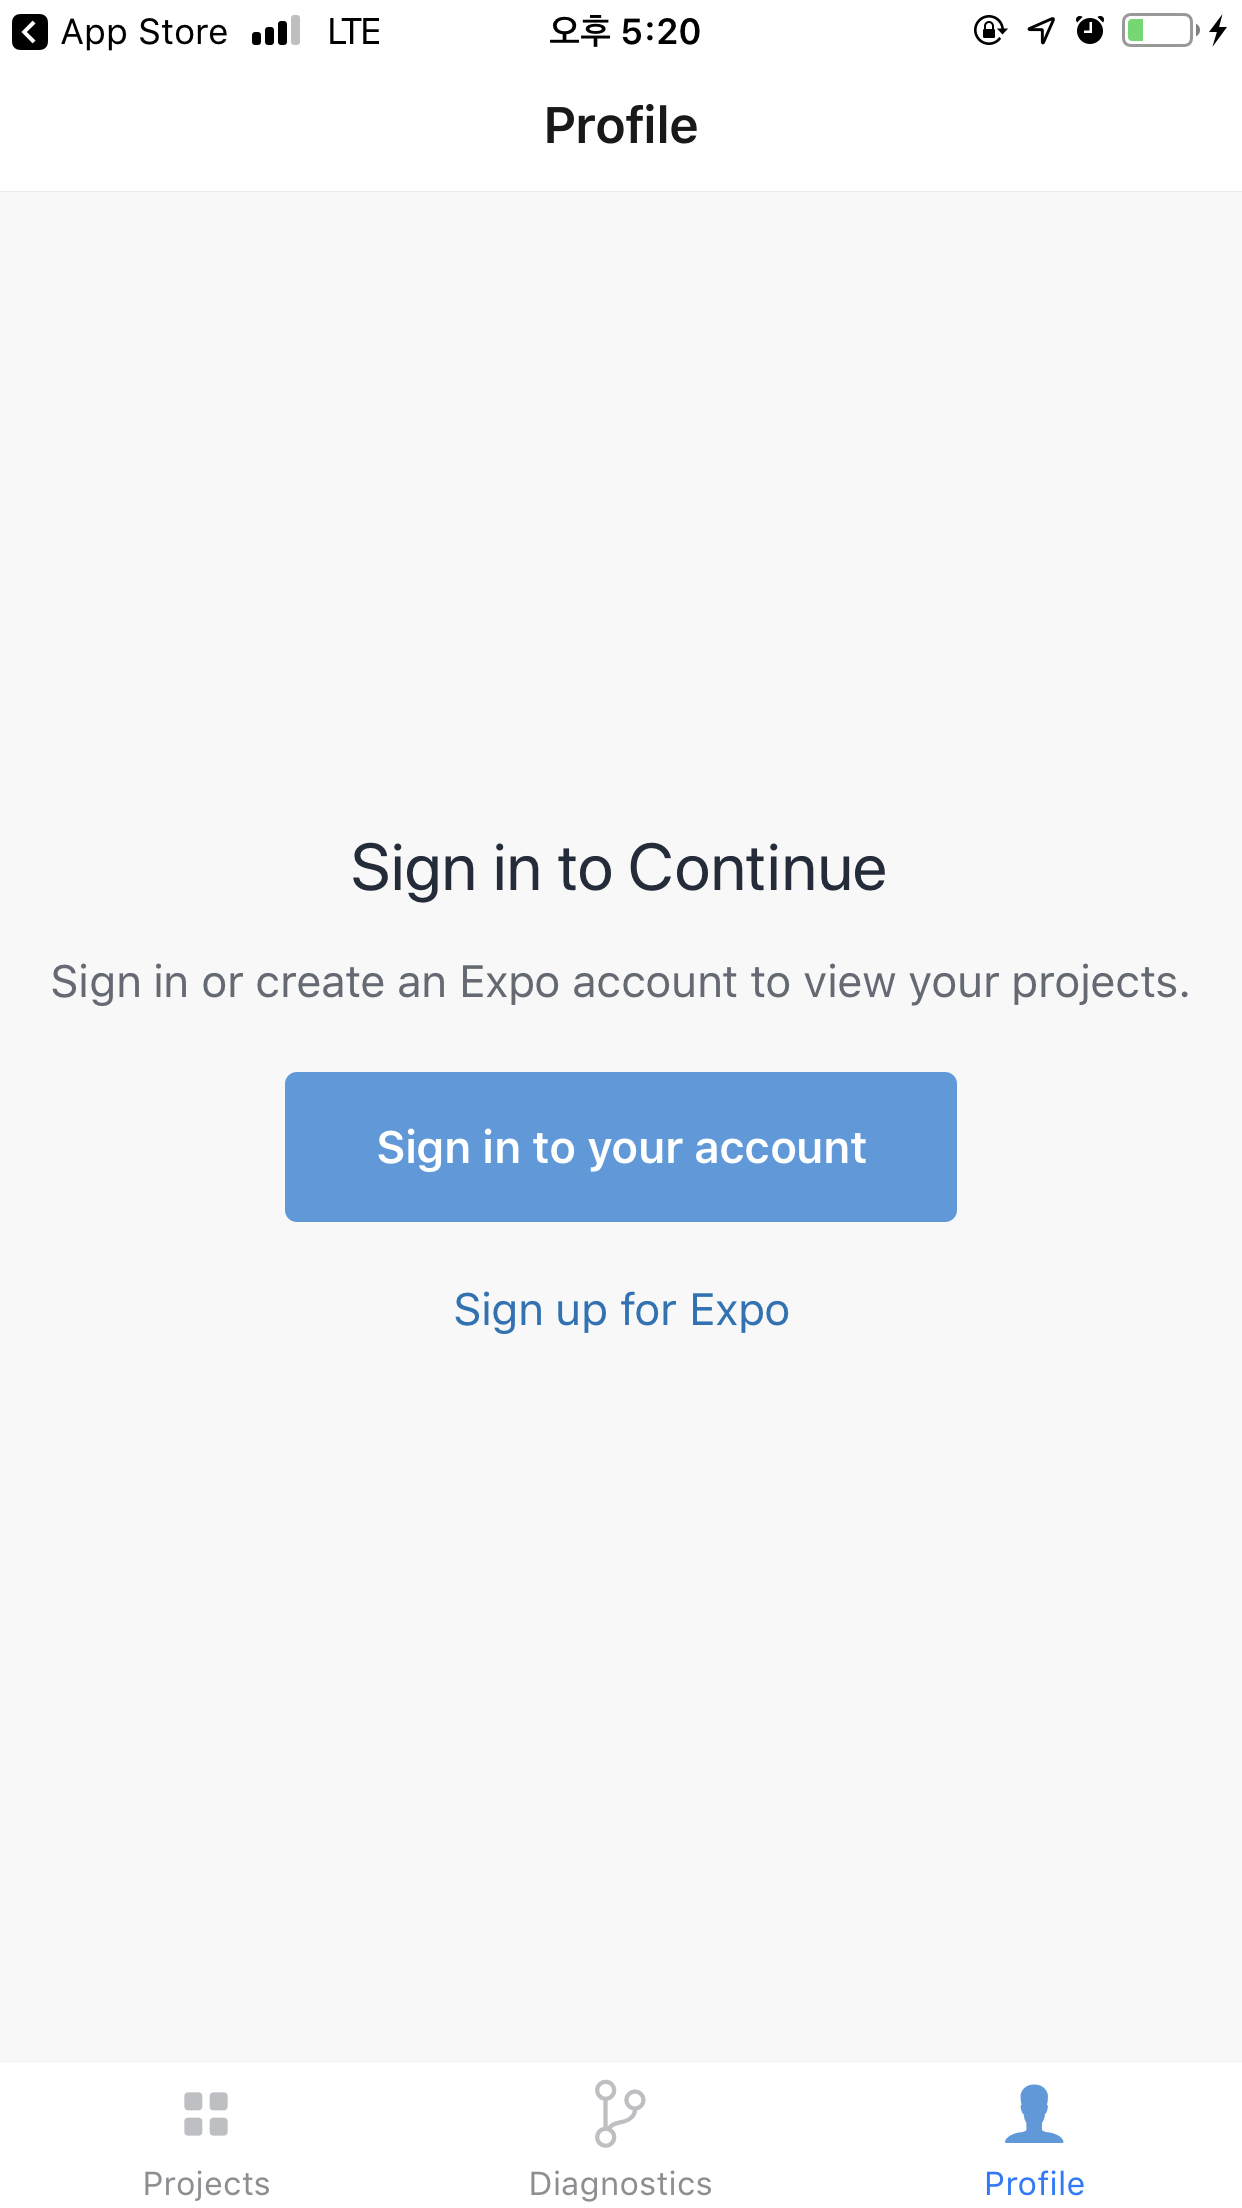 App Store LTE 오후 5:20
Profile
Sign in to Continue
Sign in or create an Expo account to view your projects.
Sign in to your account
Sign up for Expo
Projects Diagnostics Profile